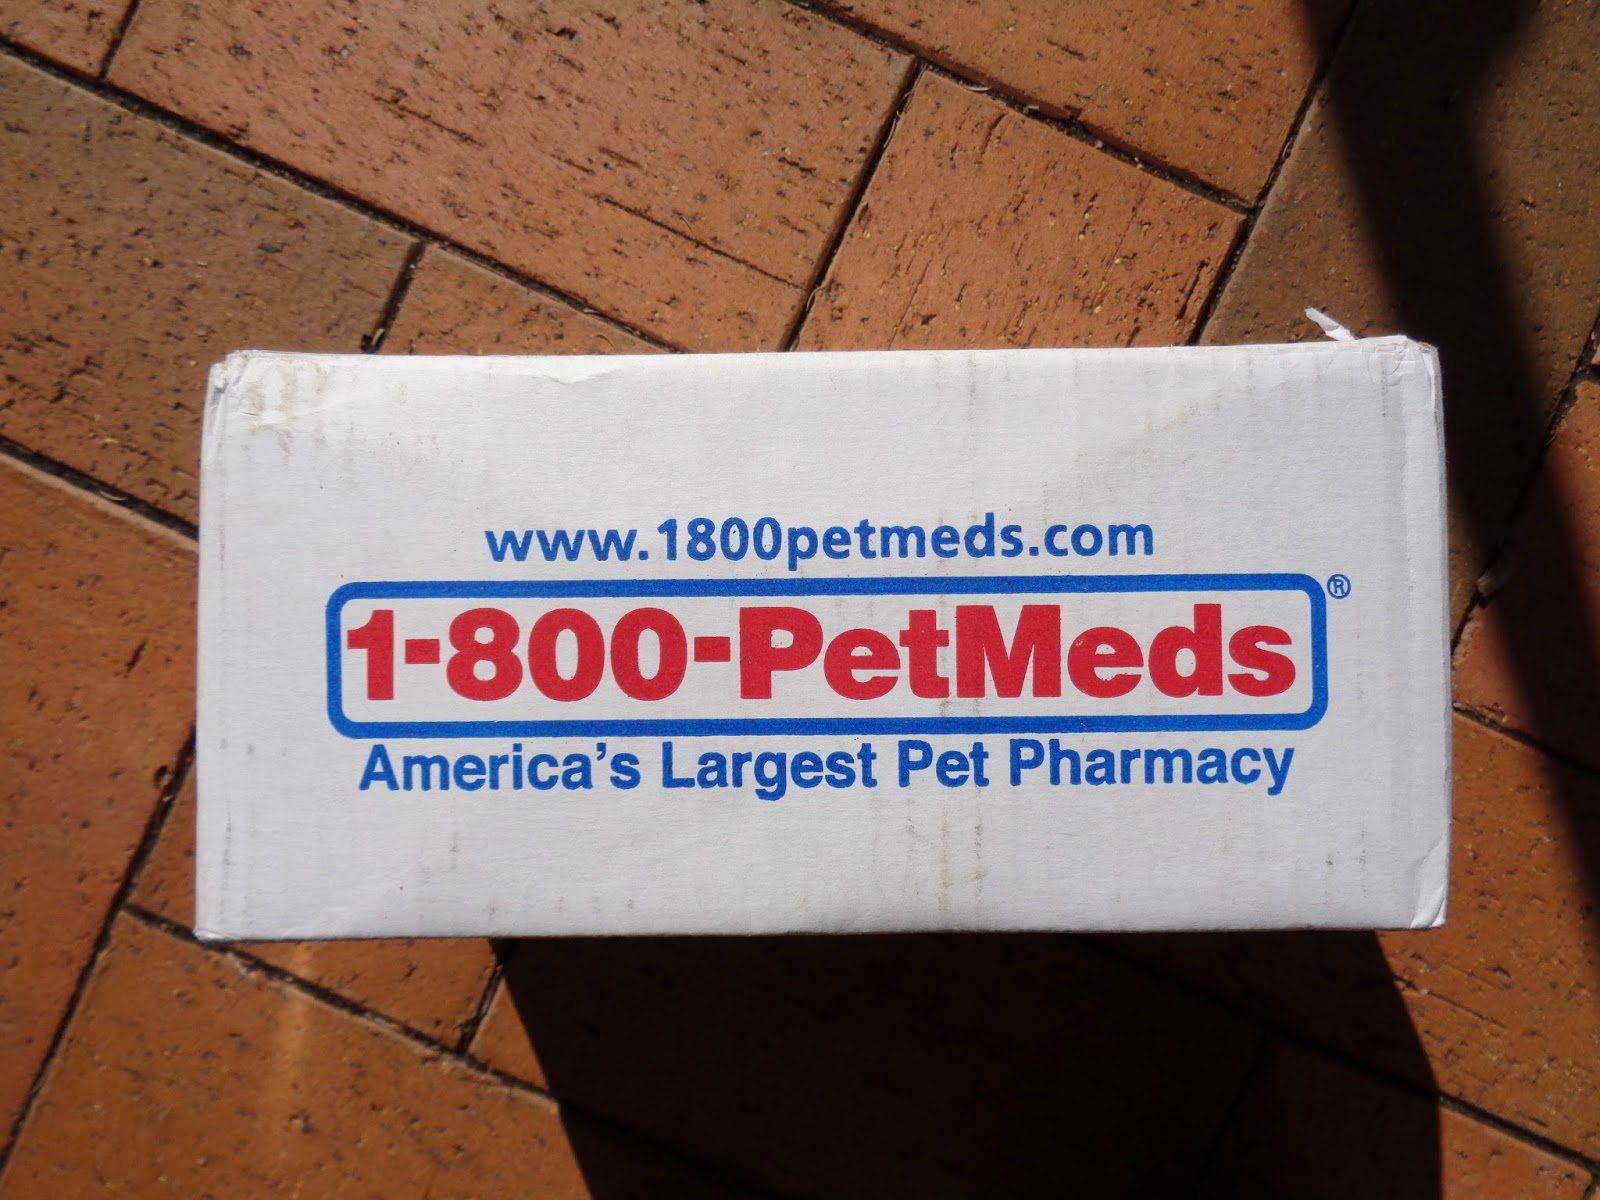 www.1800petmeds.com
1-800-PetMeds®
America's Largest Pet Pharmacy